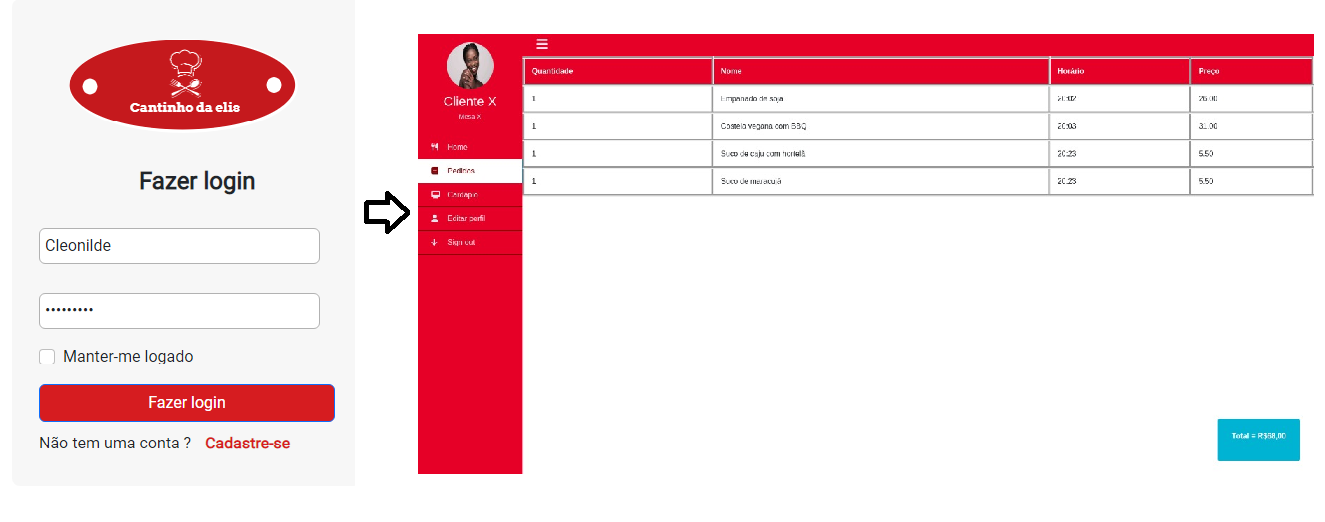 Cantinho da elis
Fazer login
Cleonilde
•••••••••
Manter-me logado
Fazer login
Não tem uma conta ? Cadastre-se
Cliente X
Mesa X
Home
Pedidos
Cardápio
Editar perfil
Sign out
Quantidade Nome Horário Preço
1 Empanado de soja 20:02 26,00
1 Costela vegana com BBQ 20:03 31,00
1 Suco de caju com hortelã 20:23 5,50
1 Suco de maracujá 20:23 5,50
Total = R$68,00